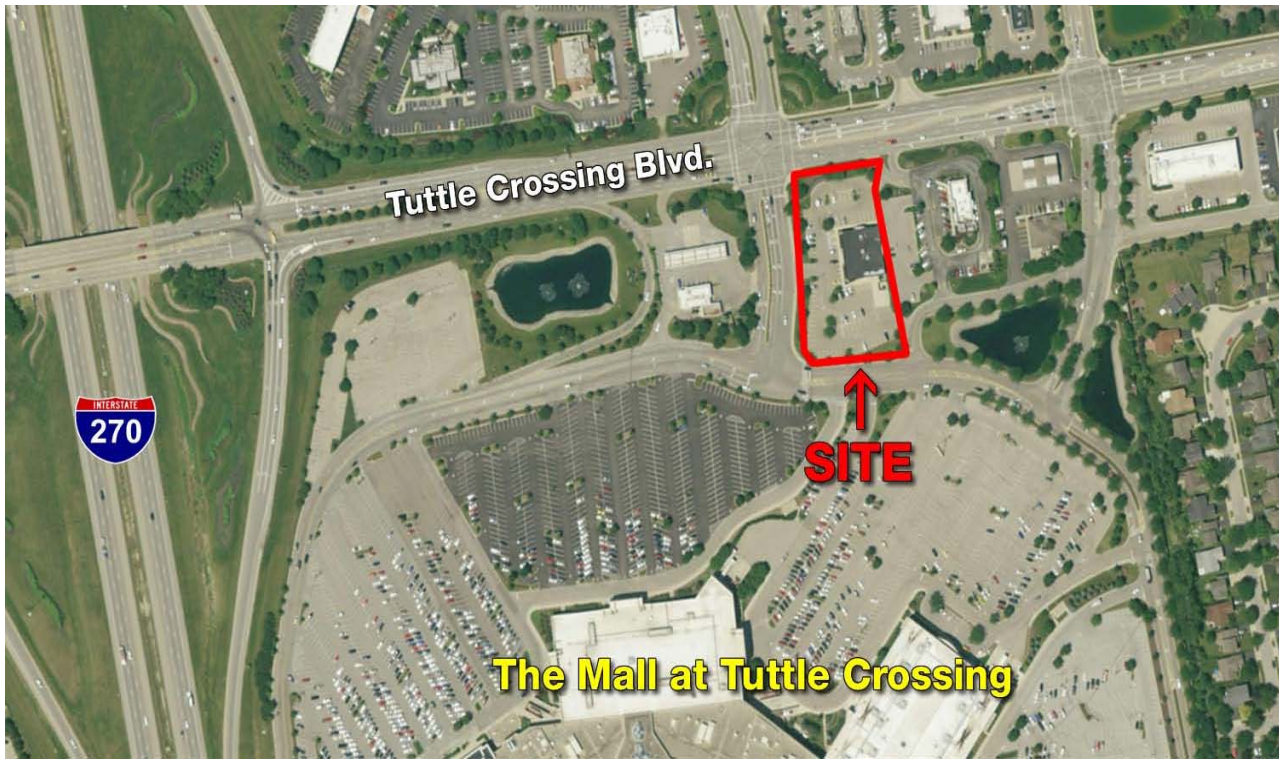 Tuttle Crossing Blvd.
INTERSTATE
270
SITE
The Mall at Tuttle Crossing